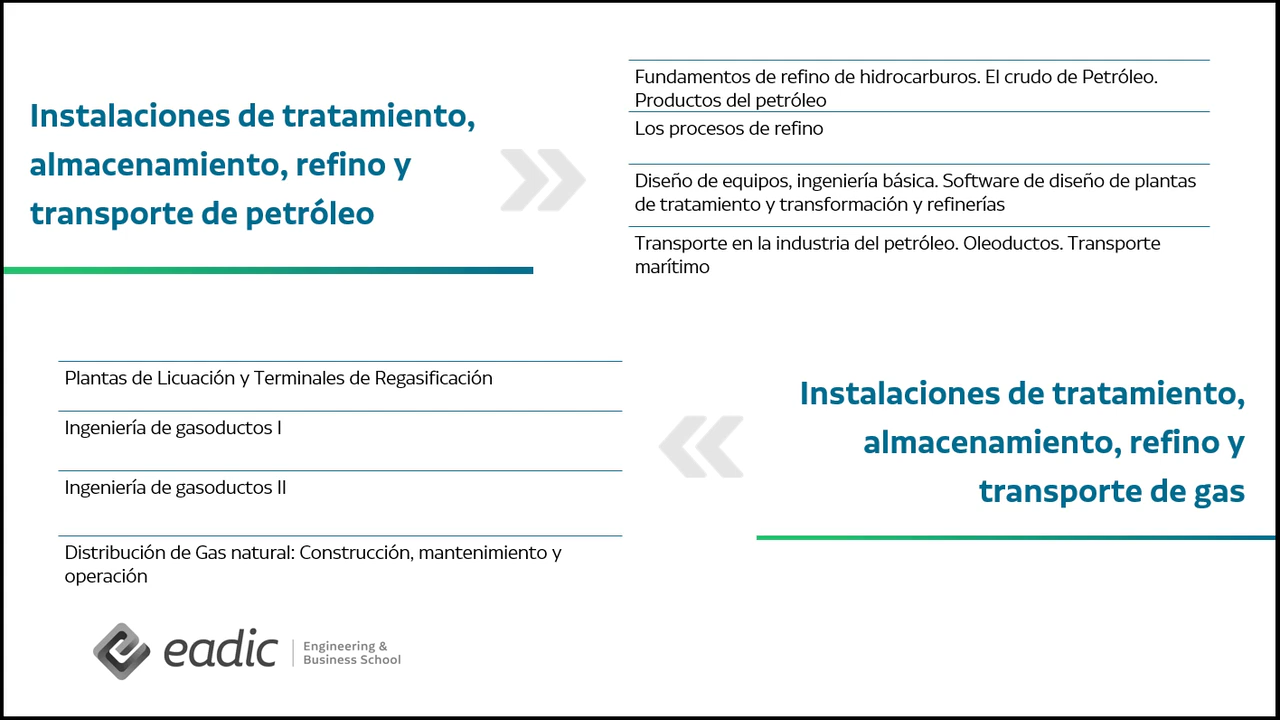 Instalaciones de tratamiento,
almacenamiento, refino y
transporte de petróleo
Fundamentos de refino de hidrocarburos. El crudo de Petróleo.
Productos del petróleo
Los procesos de refino
Diseño de equipos, ingeniería básica. Software de diseño de plantas
de tratamiento y transformación y refinerías
Transporte en la industria del petróleo. Oleoductos. Transporte
marítimo
Plantas de Licuación y Terminales de Regasificación
Ingeniería de gasoductos I
Ingeniería de gasoductos II
Distribución de Gas natural: Construcción, mantenimiento y
operación
Instalaciones de tratamiento,
almacenamiento, refino y
transporte de gas
eadic
Engineering &
Business School